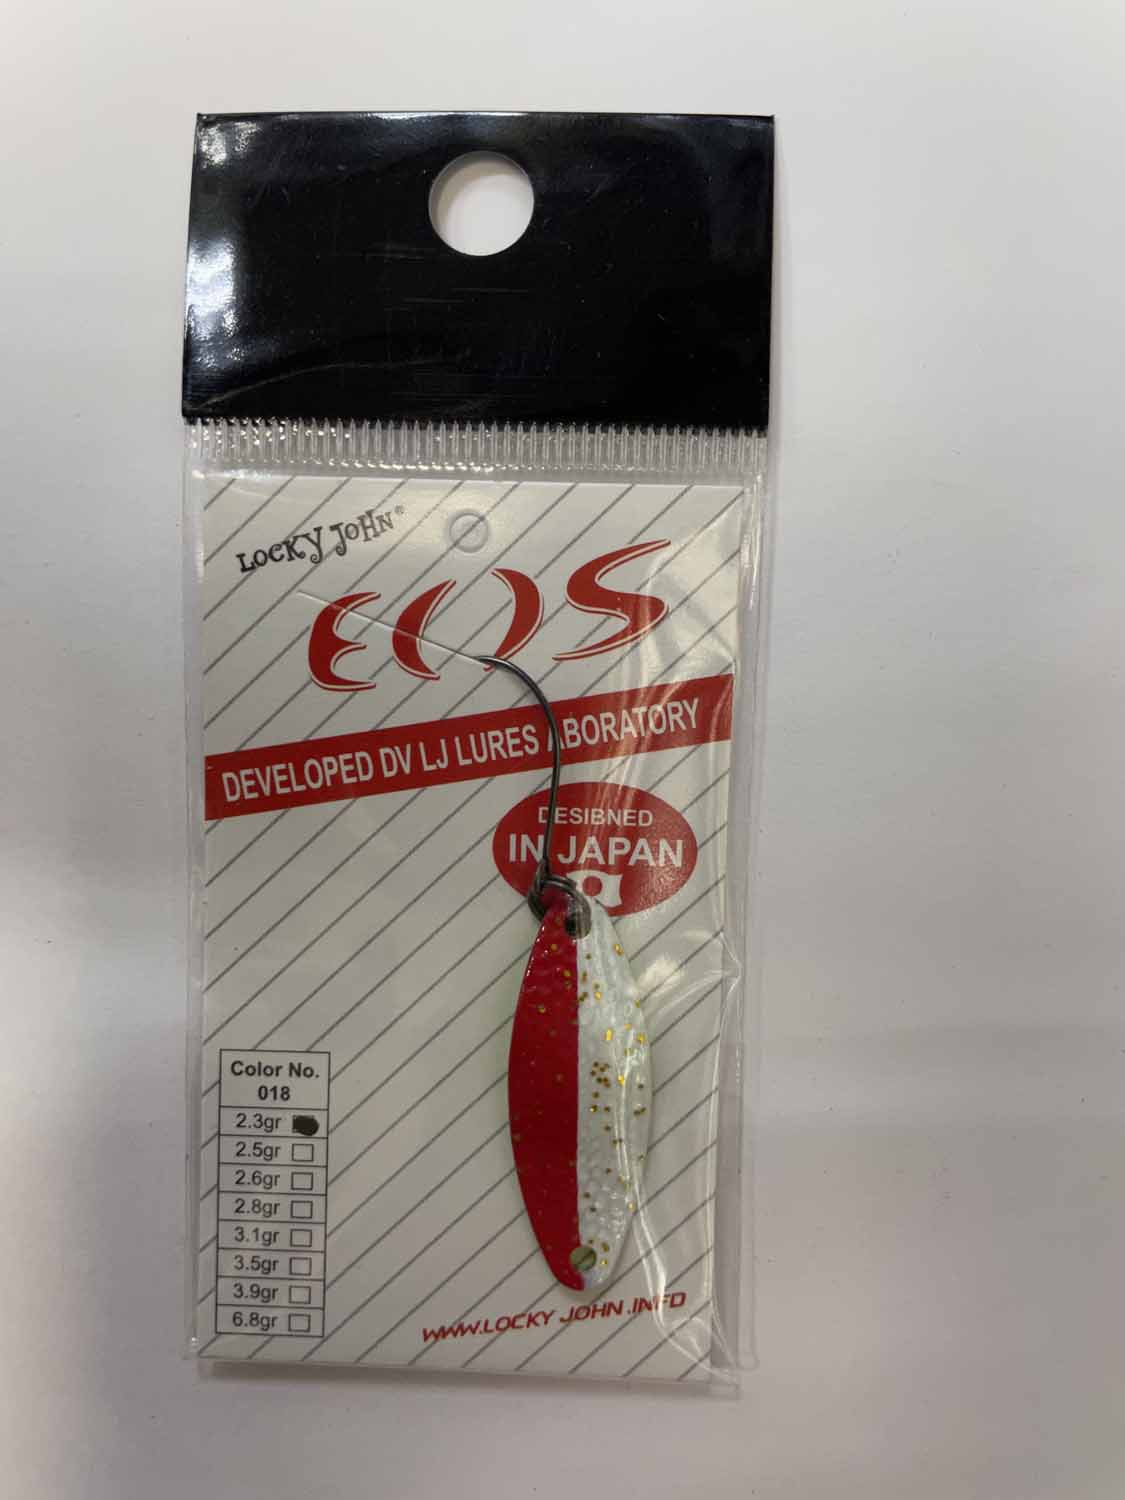 LOCKY JOHN®
EOS
DEVELOPED DV LJ LURES ABORATORY
DESIBNED
IN JAPAN
Color No.
018
2.3gr
2.5gr
2.6gr
2.8gr
3.1gr
3.5gr
3.9gr
6.8gr
WWW.LOCKY JOHN.INFO